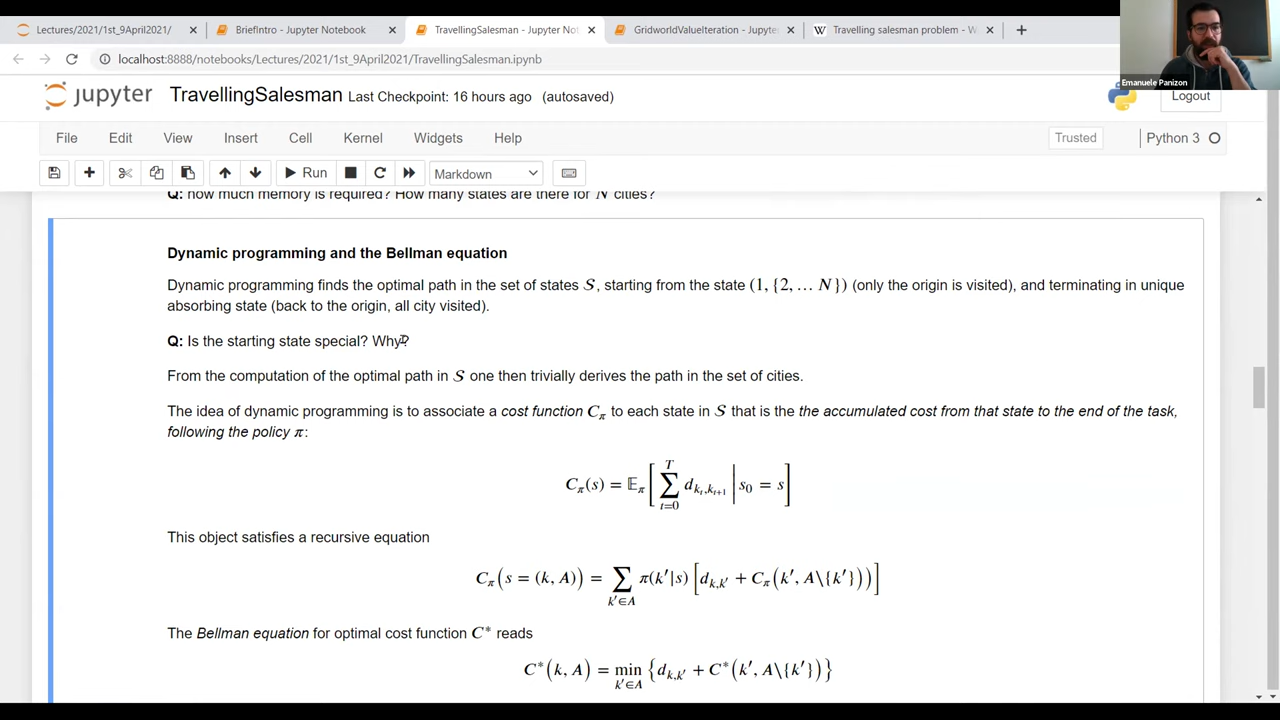 Lectures/2021/1st_9April2021/
BriefIntro - Jupyter Notebook
TravellingSalesman - Jupyter Not
GridworldValueIteration - Jupyte
Travelling salesman problem - W
localhost:8888/notebooks/Lectures/2021/1st_9April2021/TravellingSalesman.ipynb
Emanuele Panizon
jupyter TravellingSalesman Last Checkpoint: 16 hours ago (autosaved)
Logout
File Edit View Insert Cell Kernel Widgets Help Trusted Python 3
Run Markdown
Q: how much memory is required? How many states are there for N cities?
Dynamic programming and the Bellman equation
Dynamic programming finds the optimal path in the set of states S, starting from the state (1, {2, … N}) (only the origin is visited), and terminating in unique
absorbing state (back to the origin, all city visited).
Q: Is the starting state special? Why?
From the computation of the optimal path in S one then trivially derives the path in the set of cities.
The idea of dynamic programming is to associate a cost function C_π to each state in S that is the the accumulated cost from that state to the end of the task,
following the policy π:
C_π(s) = 𝔼_π [ ∑_{t=0}^{T} d_{k_t,k_{t+1}} | s_0 = s ]
This object satisfies a recursive equation
C_π(s = (k, A)) = ∑_{k′∈A} π(k′|s) [d_{k,k′} + C_π(k′, A\{k′}))]
The Bellman equation for optimal cost function C* reads
C*(k, A) = min_{k′∈A} {d_{k,k′} + C*(k′, A\{k′})}